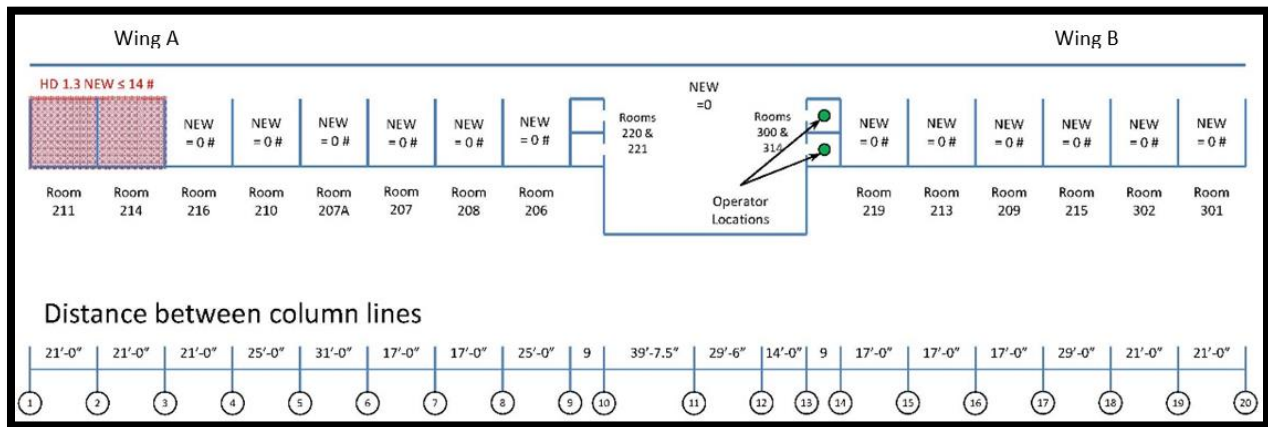 Wing A
Wing B
HD 1.3 NEW ≤ 14 #
NEW
= 0 #
NEW
= 0 #
NEW
= 0 #
NEW
= 0 #
NEW
= 0 #
NEW
= 0 #
Rooms
220 &
221
NEW
=0
Rooms
300 &
314
Operator
Locations
NEW
= 0 #
NEW
= 0 #
NEW
= 0 #
NEW
= 0 #
NEW
= 0 #
NEW
= 0 #
Room
211
Room
214
Room
216
Room
210
Room
207A
Room
207
Room
208
Room
206
Room
219
Room
213
Room
209
Room
215
Room
302
Room
301
Distance between column lines
21'-0" 21'-0" 21'-0" 25'-0" 31'-0" 17'-0" 17'-0" 25'-0" 9 39'-7.5" 29'-6" 14'-0" 9 17'-0" 17'-0" 17'-0" 29'-0" 21'-0" 21'-0"
1 2 3 4 5 6 7 8 9 10 11 12 13 14 15 16 17 18 19 20